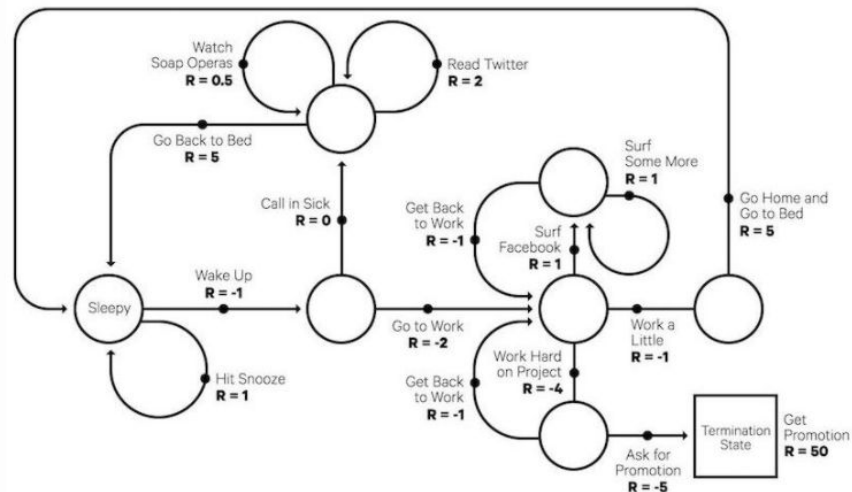 Watch
Soap Operas
R = 0.5
Read Twitter
R = 2
Go Back to Bed
R = 5
Surf
Some More
R = 1
Call in Sick
R = 0
Get Back
to Work
R = -1
Surf
Facebook
R = 1
Go Home and
Go to Bed
R = 5
Wake Up
R = -1
Sleepy
Go to Work
R = -2
Work a
Little
R = -1
Hit Snooze
R = 1
Work Hard
on Project
R = -4
Get Back
to Work
R = -1
Termination
State
Get
Promotion
R = 50
Ask for
Promotion
R = -5